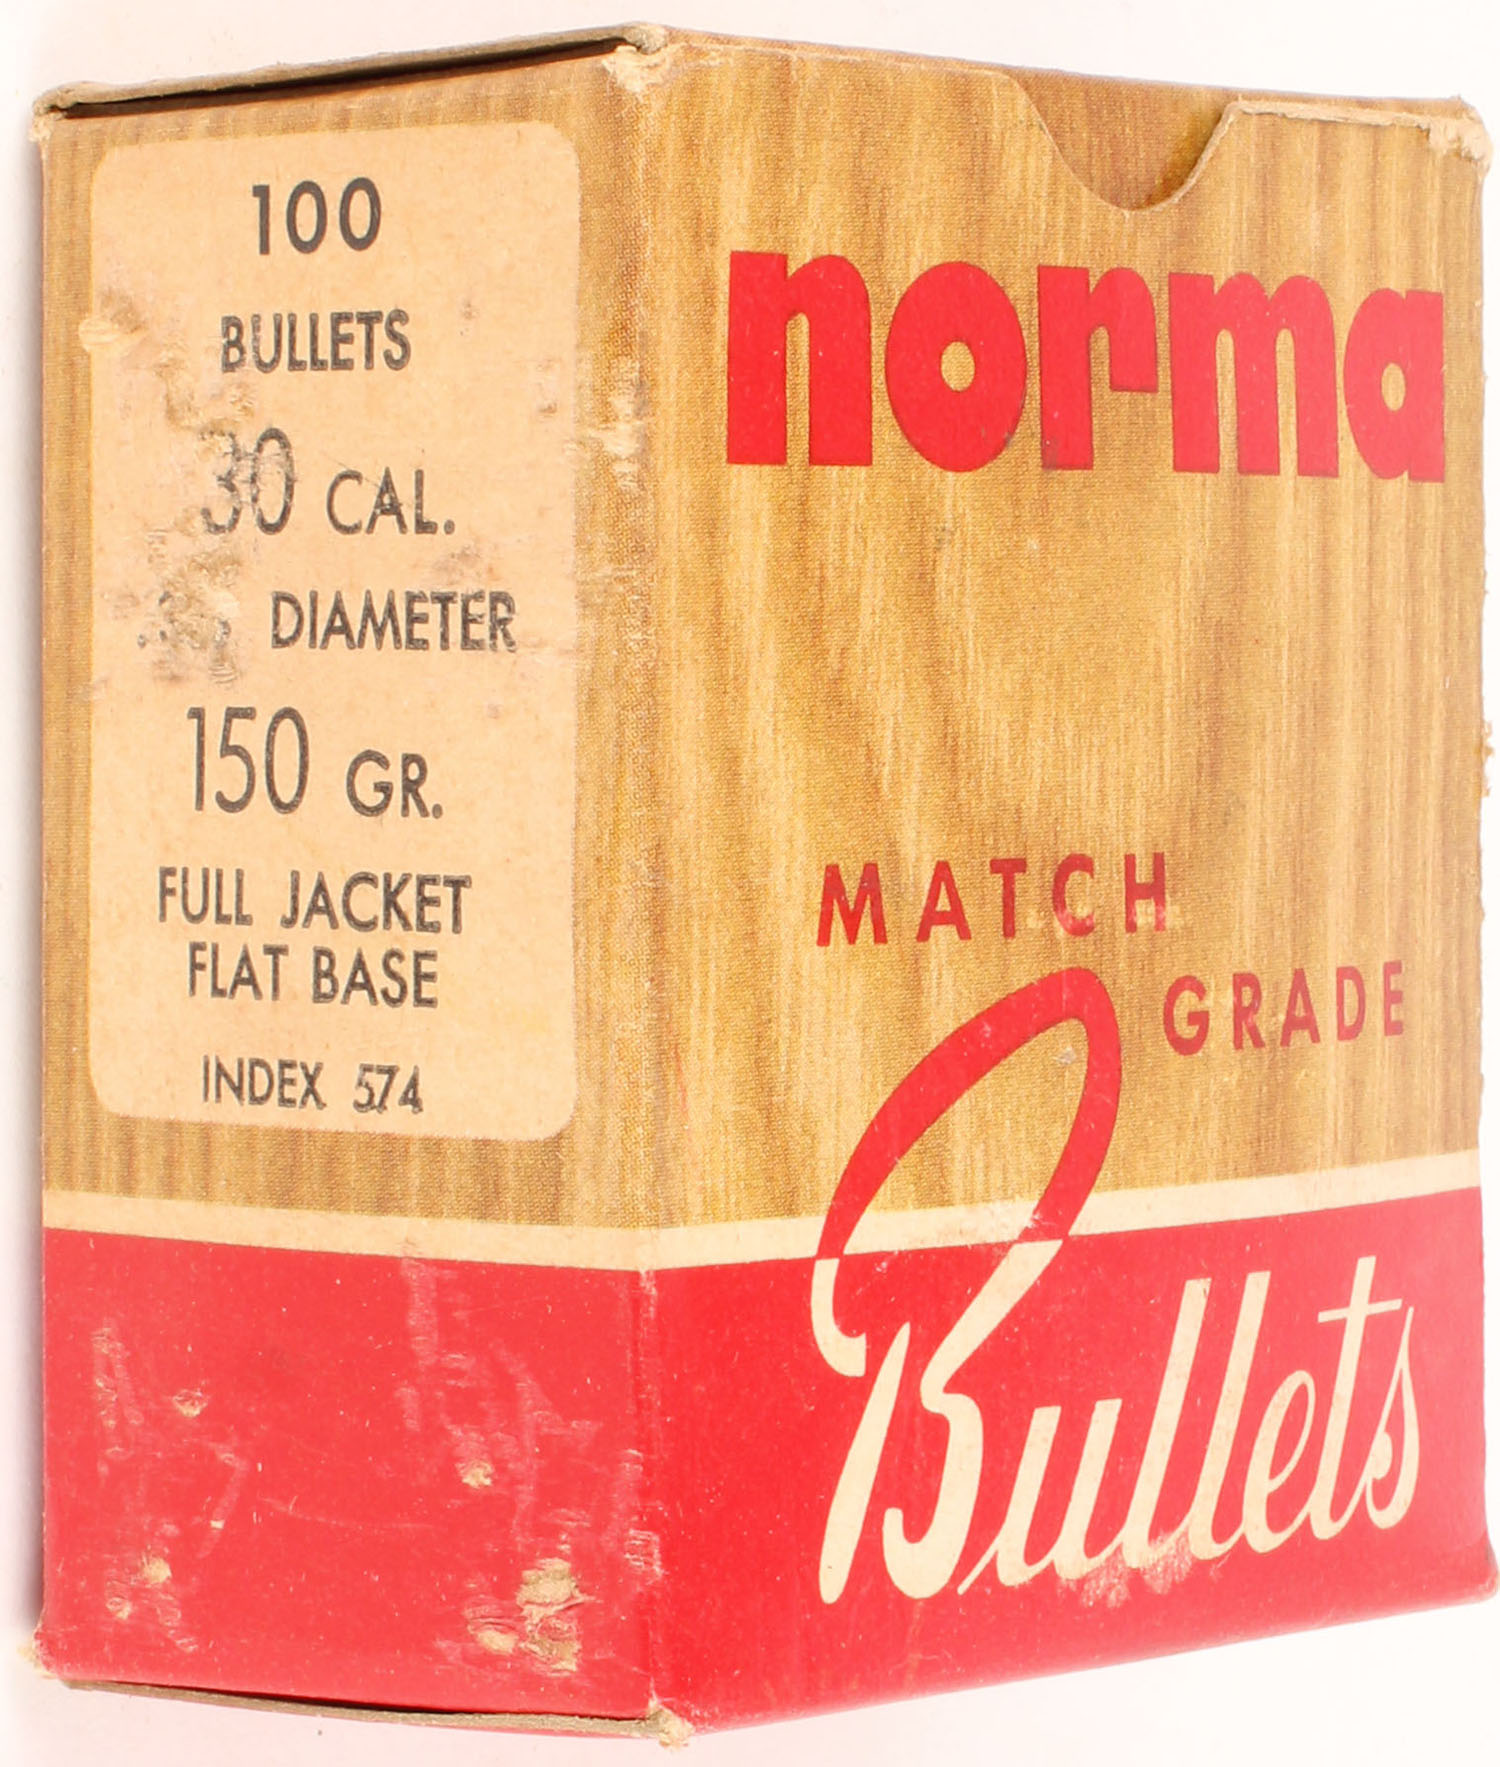 100
BULLETS
30 CAL.
DIAMETER
150 GR.
FULL JACKET
FLAT BASE
INDEX 574
norma
MATCH
GRADE
Bullets